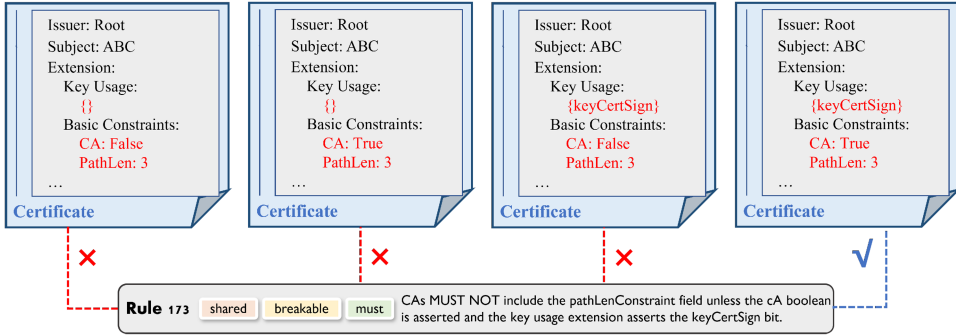 Issuer: Root
Subject: ABC
Extension:
Key Usage:
{}
Basic Constraints:
CA: False
PathLen: 3
…
Certificate
Issuer: Root
Subject: ABC
Extension:
Key Usage:
{}
Basic Constraints:
CA: True
PathLen: 3
…
Certificate
Issuer: Root
Subject: ABC
Extension:
Key Usage:
{keyCertSign}
Basic Constraints:
CA: False
PathLen: 3
…
Certificate
Issuer: Root
Subject: ABC
Extension:
Key Usage:
{keyCertSign}
Basic Constraints:
CA: True
PathLen: 3
…
Certificate
Rule 173 shared breakable must
CAs MUST NOT include the pathLenConstraint field unless the cA boolean
is asserted and the key usage extension asserts the keyCertSign bit.